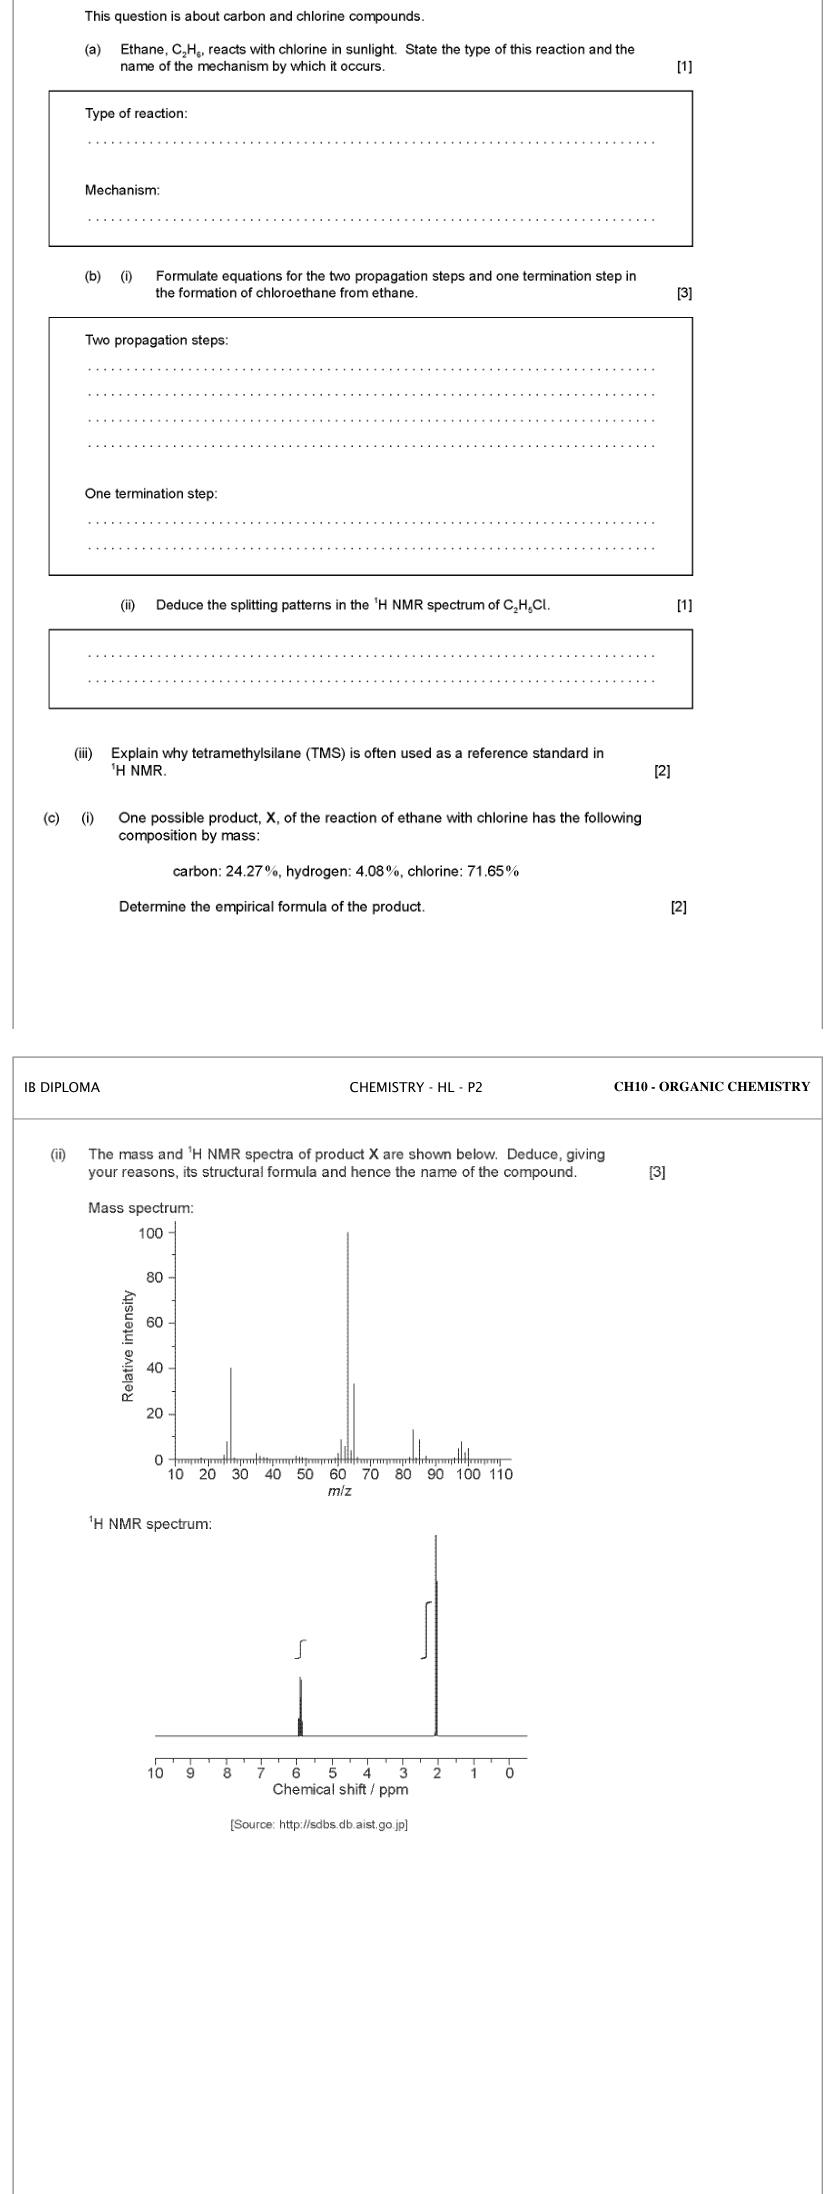 This question is about carbon and chlorine compounds.
(a) Ethane, C₂H₆, reacts with chlorine in sunlight. State the type of this reaction and the
name of the mechanism by which it occurs. [1]
Type of reaction:
Mechanism:
(b) (i) Formulate equations for the two propagation steps and one termination step in
the formation of chloroethane from ethane. [3]
Two propagation steps:
One termination step:
(ii) Deduce the splitting patterns in the ¹H NMR spectrum of C₂H₅Cl. [1]
(iii) Explain why tetramethylsilane (TMS) is often used as a reference standard in
¹H NMR. [2]
(c) (i) One possible product, X, of the reaction of ethane with chlorine has the following
composition by mass:
carbon: 24.27%, hydrogen: 4.08%, chlorine: 71.65%
Determine the empirical formula of the product. [2]
IB DIPLOMA CHEMISTRY - HL - P2 CH10 - ORGANIC CHEMISTRY
(ii) The mass and ¹H NMR spectra of product X are shown below. Deduce, giving
your reasons, its structural formula and hence the name of the compound. [3]
Mass spectrum:
100
80
60
40
20
0
Relative intensity
10 20 30 40 50 60 70 80 90 100 110
m/z
¹H NMR spectrum:
10 9 8 7 6 5 4 3 2 1 0
Chemical shift / ppm
[Source: http://sdbs.db.aist.go.jp]